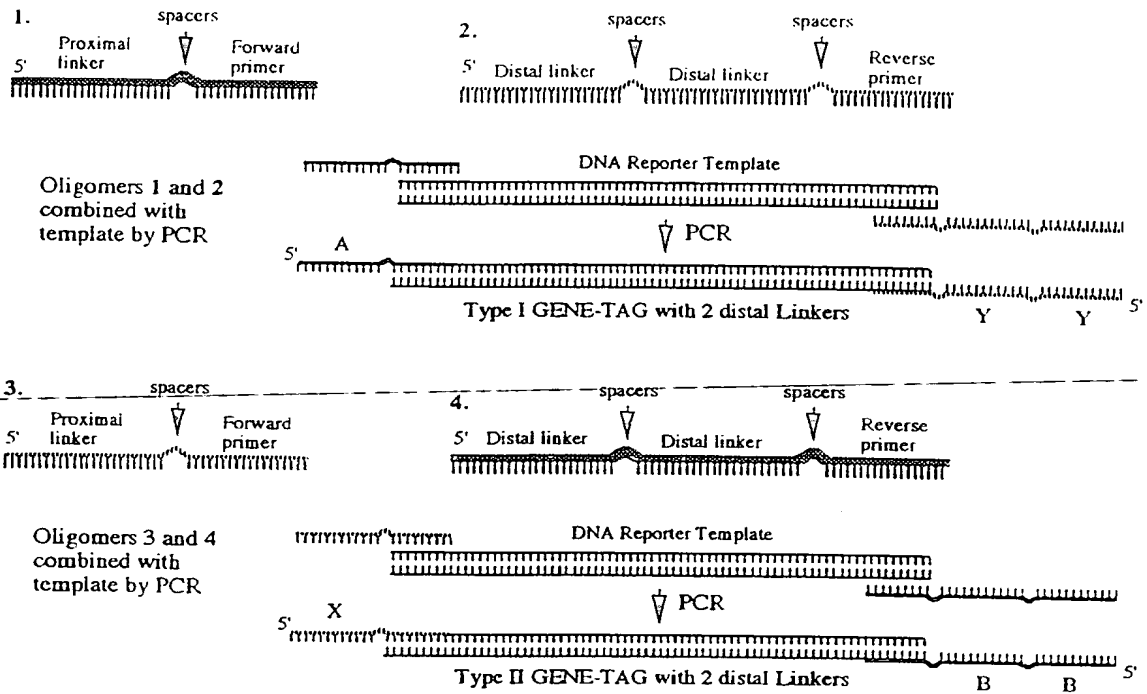 1.
spacers
Proximal linker
Forward primer
5'
2.
spacers
spacers
5'
Distal linker
Distal linker
Reverse primer
Oligomers 1 and 2
combined with
template by PCR
DNA Reporter Template
PCR
5'
A
Type I GENE-TAG with 2 distal Linkers
Y
Y
5'
3.
spacers
5'
Proximal linker
Forward primer
4.
spacers
spacers
5'
Distal linker
Distal linker
Reverse primer
Oligomers 3 and 4
combined with
template by PCR
DNA Reporter Template
PCR
5'
X
Type II GENE-TAG with 2 distal Linkers
B
B
5'